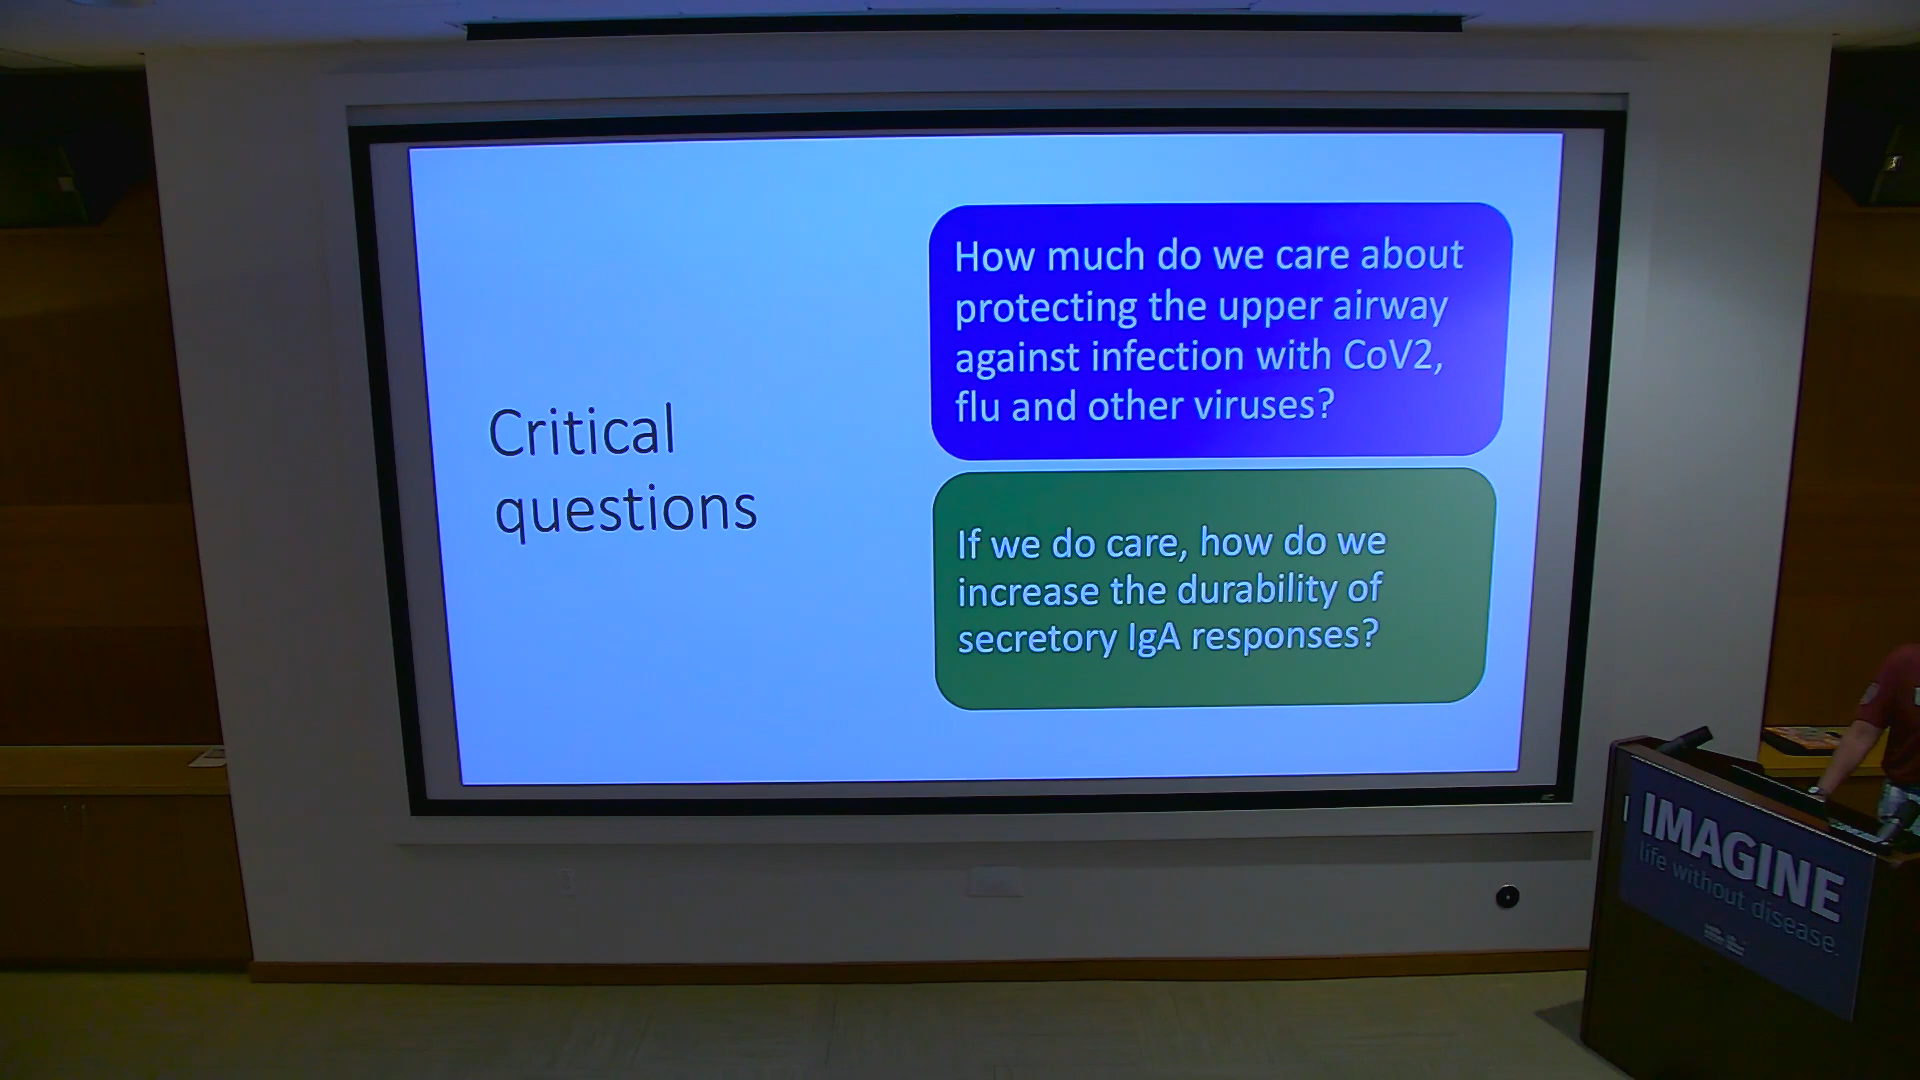 Critical
questions
How much do we care about
protecting the upper airway
against infection with CoV2,
flu and other viruses?
If we do care, how do we
increase the durability of
secretory IgA responses?
IMAGINE
life without disease.